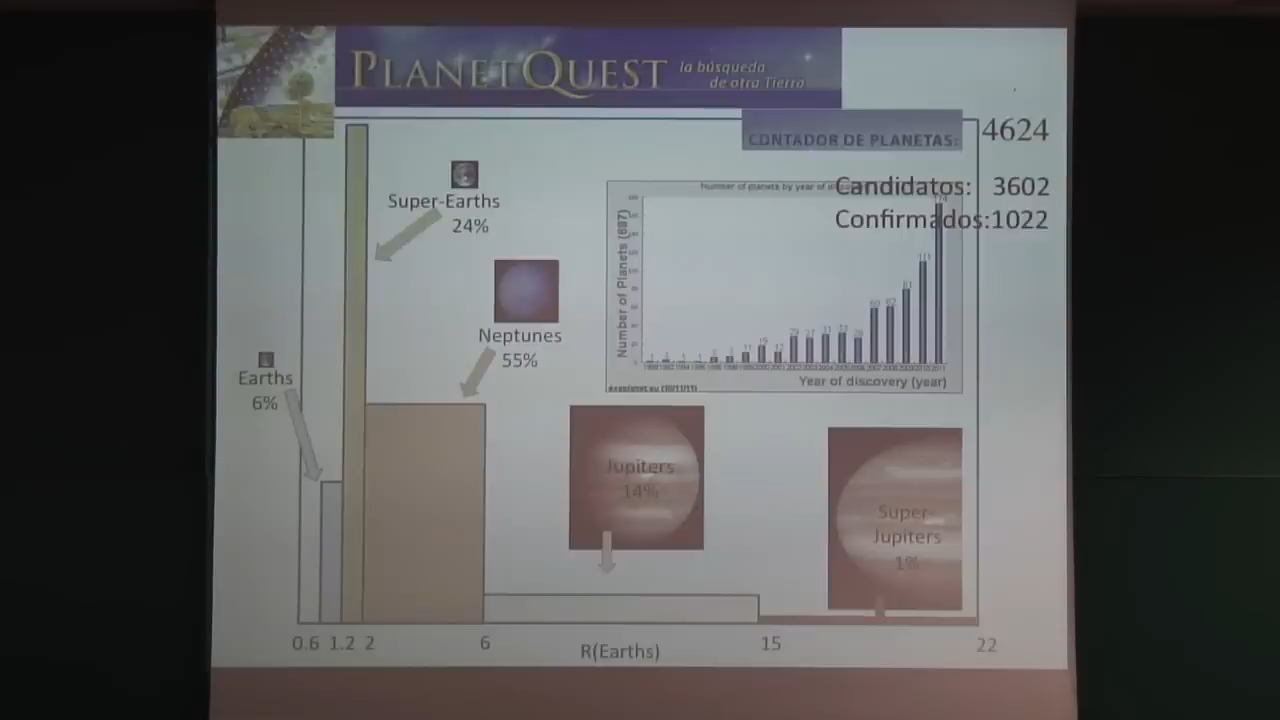 PLANETQUEST
la búsqueda
de otra Tierra
CONTADOR DE PLANETAS:
4624
Candidatos: 3602
Confirmados:1022
Super-Earths
24%
Neptunes
55%
Earths
6%
Number of planets by year of
Number of Planets (697)
Year of discovery (year)
Jupiters
14%
Super-
Jupiters
1%
0.6 1.2 2 6 15 22
R(Earths)